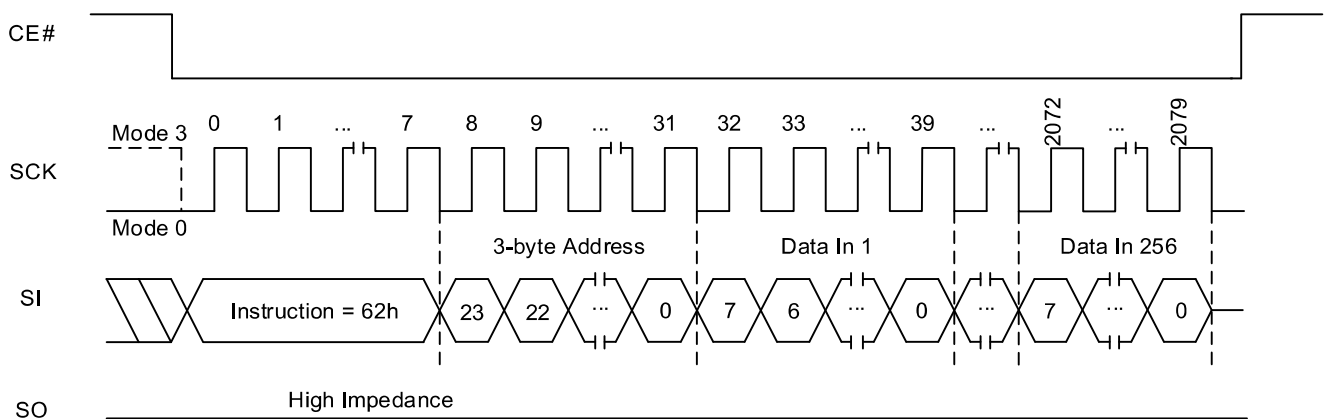 CE#
0 1 ... 7 8 9 ... 31 32 33 ... 39 ... 2072 ... 2079
Mode 3
SCK
Mode 0
3-byte Address Data In 1 Data In 256
SI Instruction = 62h 23 22 ... 0 7 6 ... 0 ... 7 ... 0
High Impedance
SO